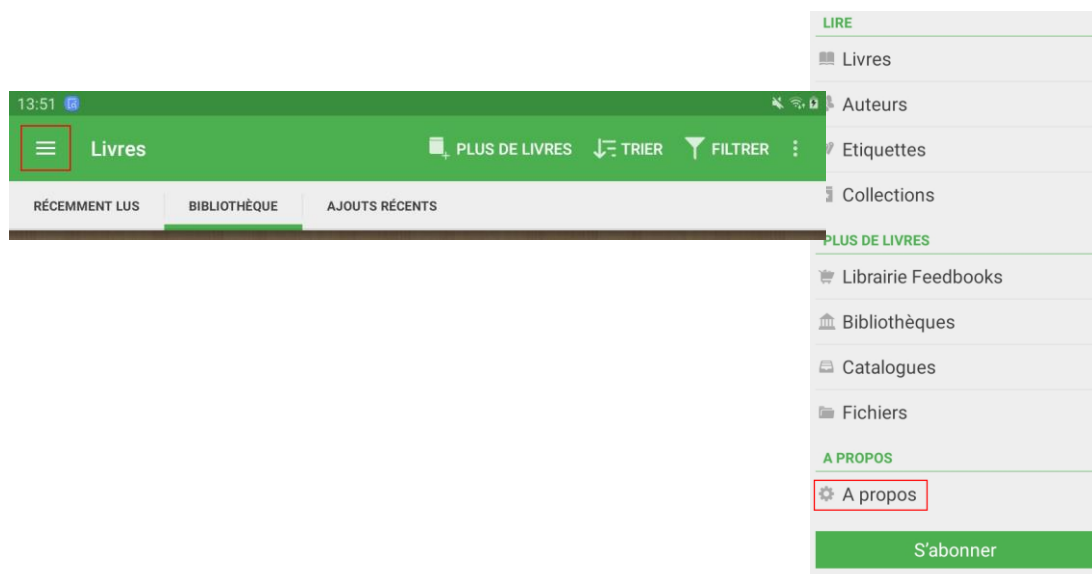 13:51
Livres
PLUS DE LIVRES
TRIER
FILTRER
RÉCEMMENT LUS
BIBLIOTHÈQUE
AJOUTS RÉCENTS
LIRE
Livres
Auteurs
Etiquettes
Collections
PLUS DE LIVRES
Librairie Feedbooks
Bibliothèques
Catalogues
Fichiers
A PROPOS
A propos
S'abonner